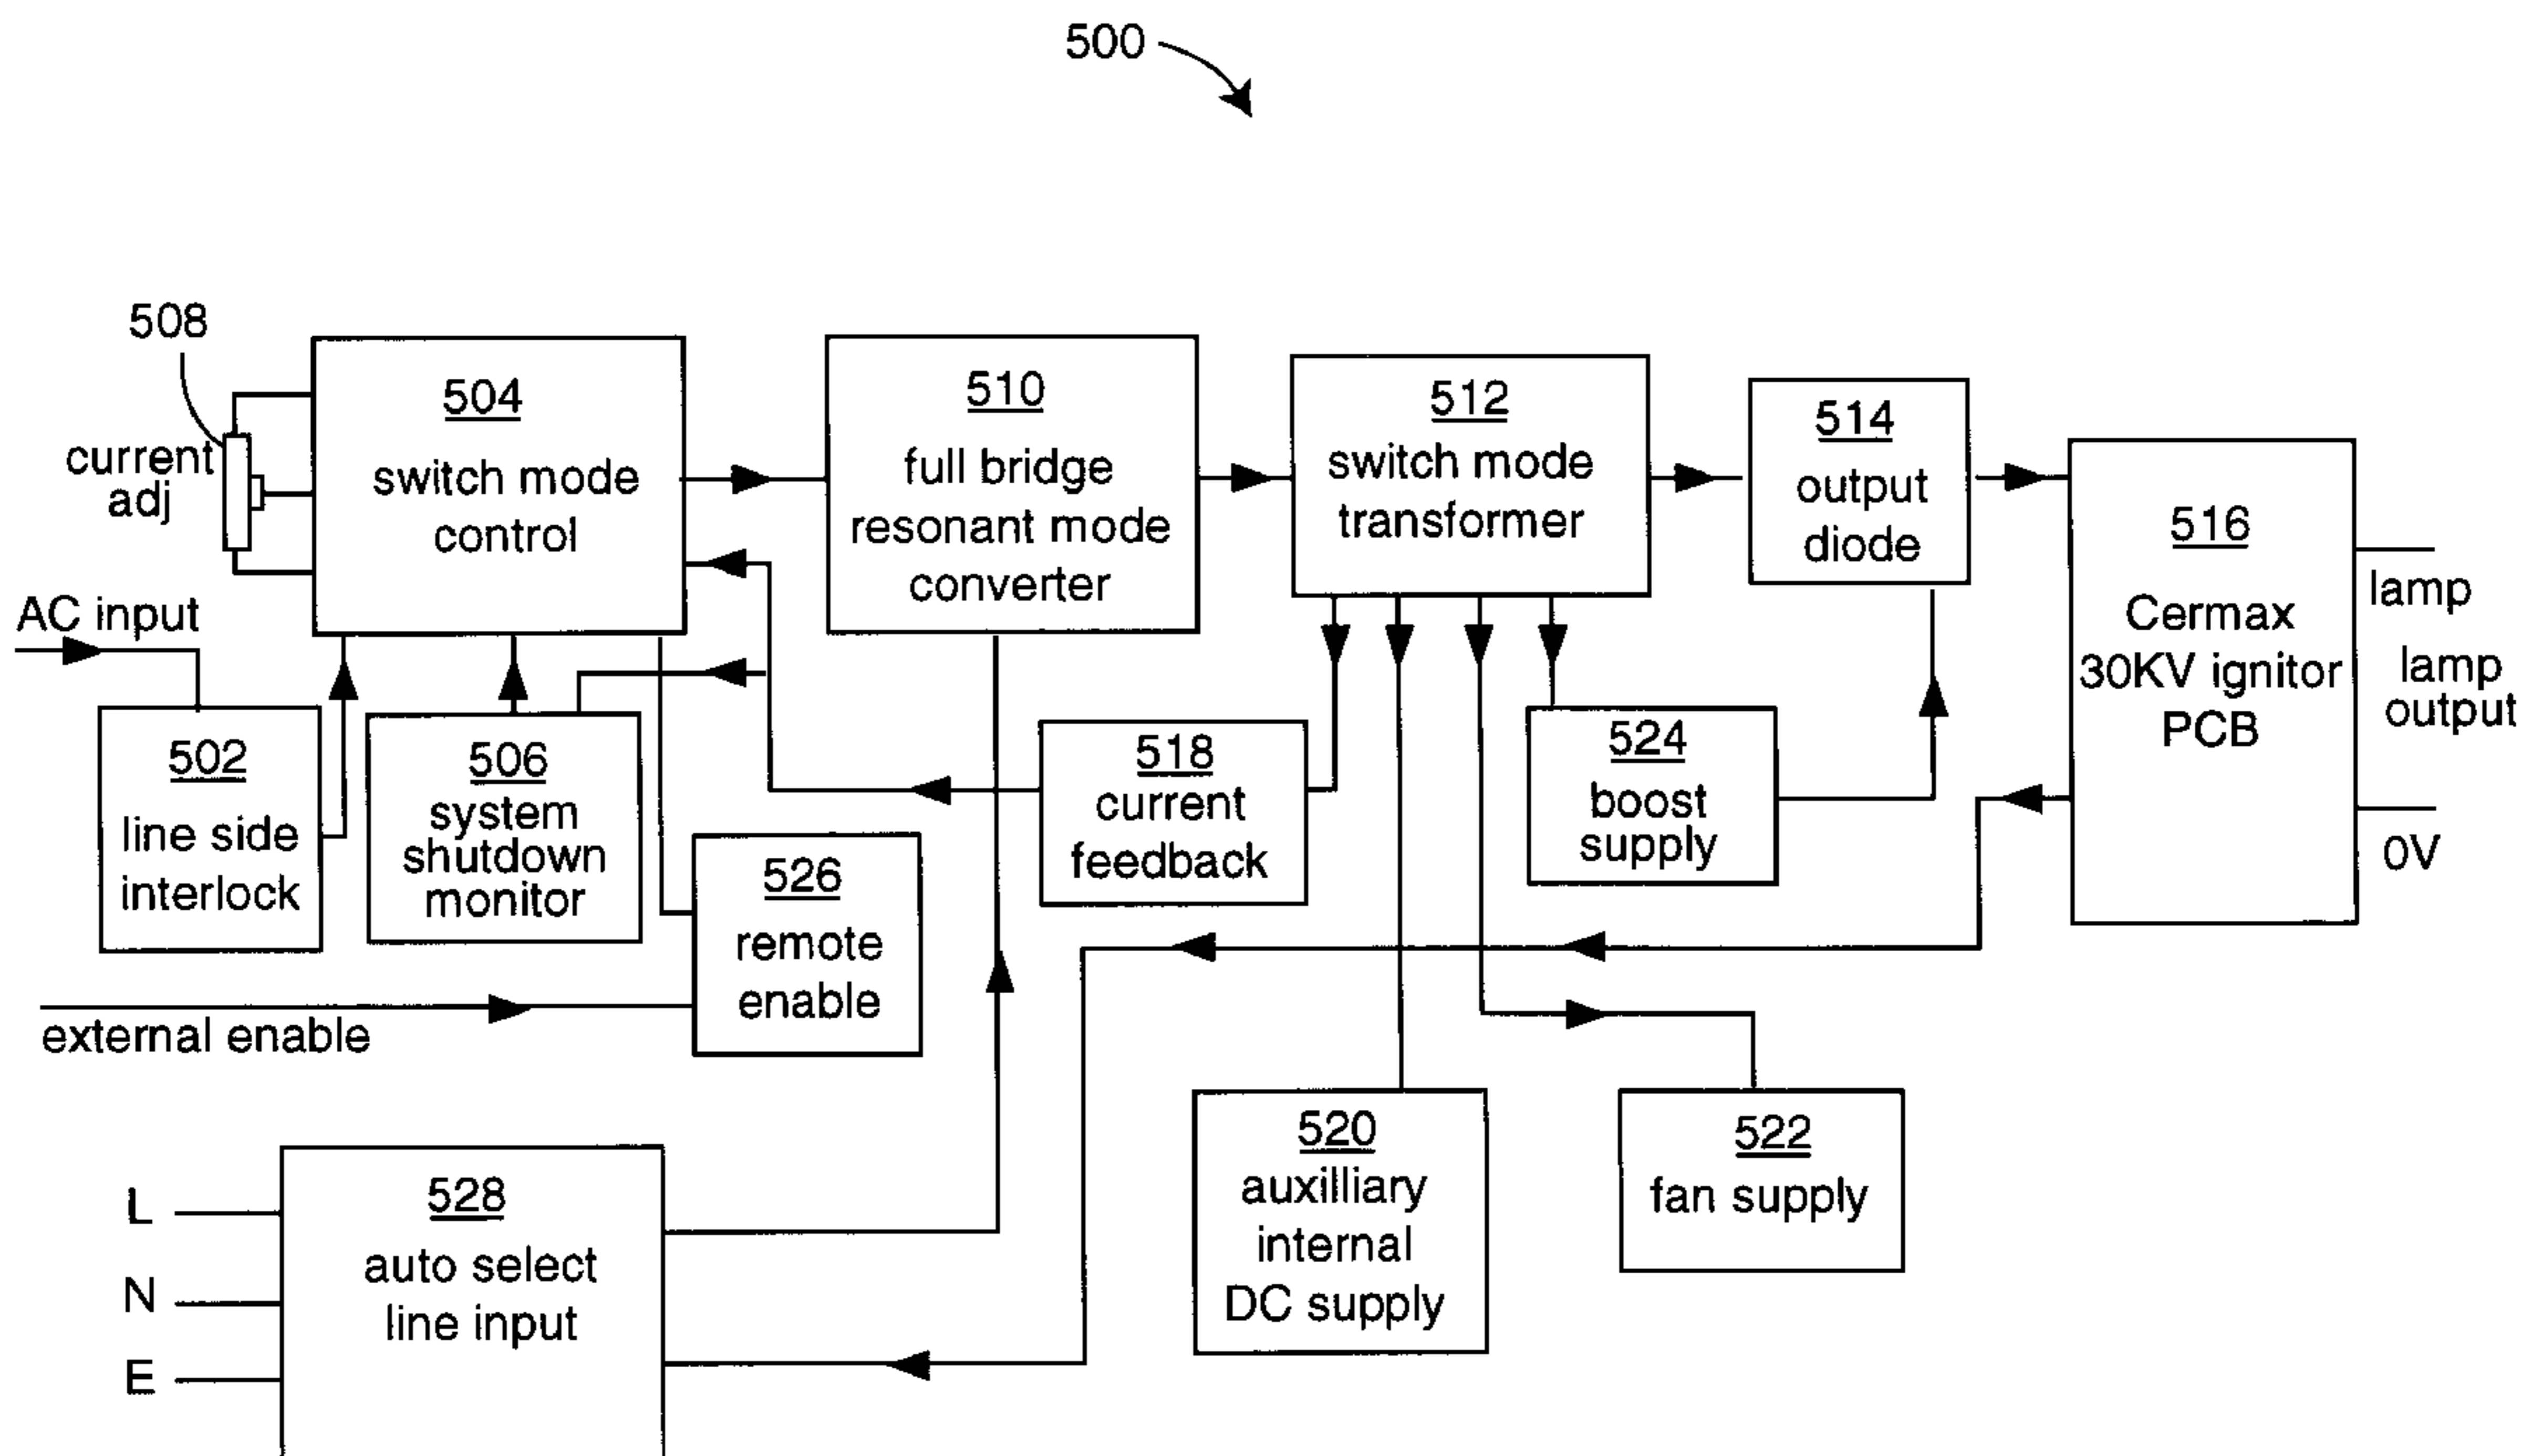 500
508
current
adj
AC input
504
switch mode
control
510
full bridge
resonant mode
converter
512
switch mode
transformer
514
output
diode
516
Cermax
30KV ignitor
PCB
lamp
lamp
output
0V
502
line side
interlock
506
system
shutdown
monitor
526
remote
enable
518
current
feedback
524
boost
supply
external enable
528
auto select
line input
L
N
E
520
auxilliary
internal
DC supply
522
fan supply